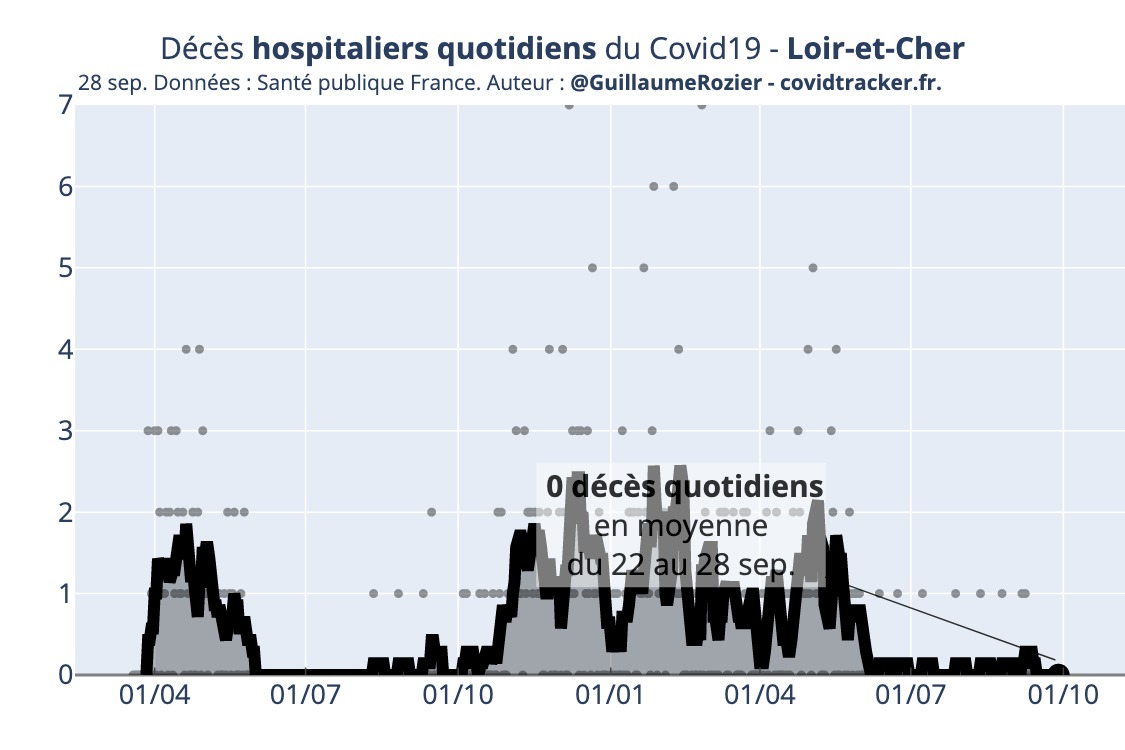 Décès hospitaliers quotidiens du Covid19 - Loir-et-Cher
28 sep. Données : Santé publique France. Auteur : @GuillaumeRozier - covidtracker.fr.
7
6
5
4
3
2
1
0
0 décès quotidiens
en moyenne
du 22 au 28 sep.
01/04 01/07 01/10 01/01 01/04 01/07 01/10